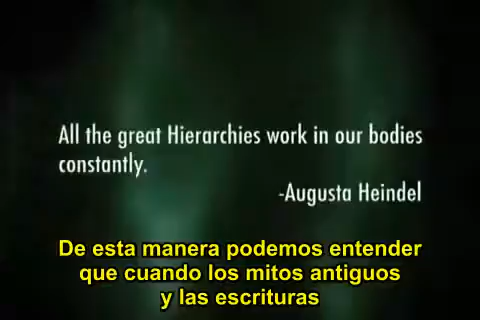 All the great Hierarchies work in our bodies
constantly.
-Augusta Heindel
De esta manera podemos entender
que cuando los mitos antiguos
y las escrituras